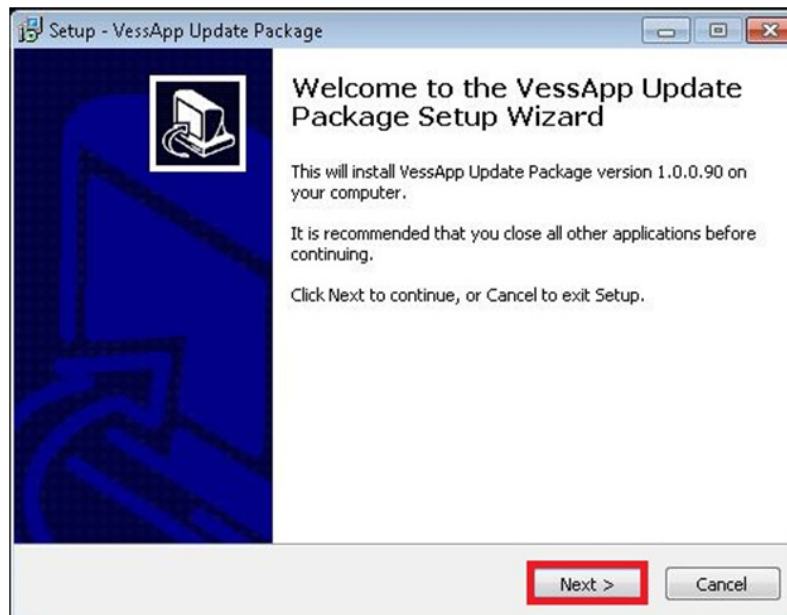 Setup - VessApp Update Package
Welcome to the VessApp Update
Package Setup Wizard
This will install VessApp Update Package version 1.0.0.90 on
your computer.
It is recommended that you close all other applications before
continuing.
Click Next to continue, or Cancel to exit Setup.
Next >
Cancel